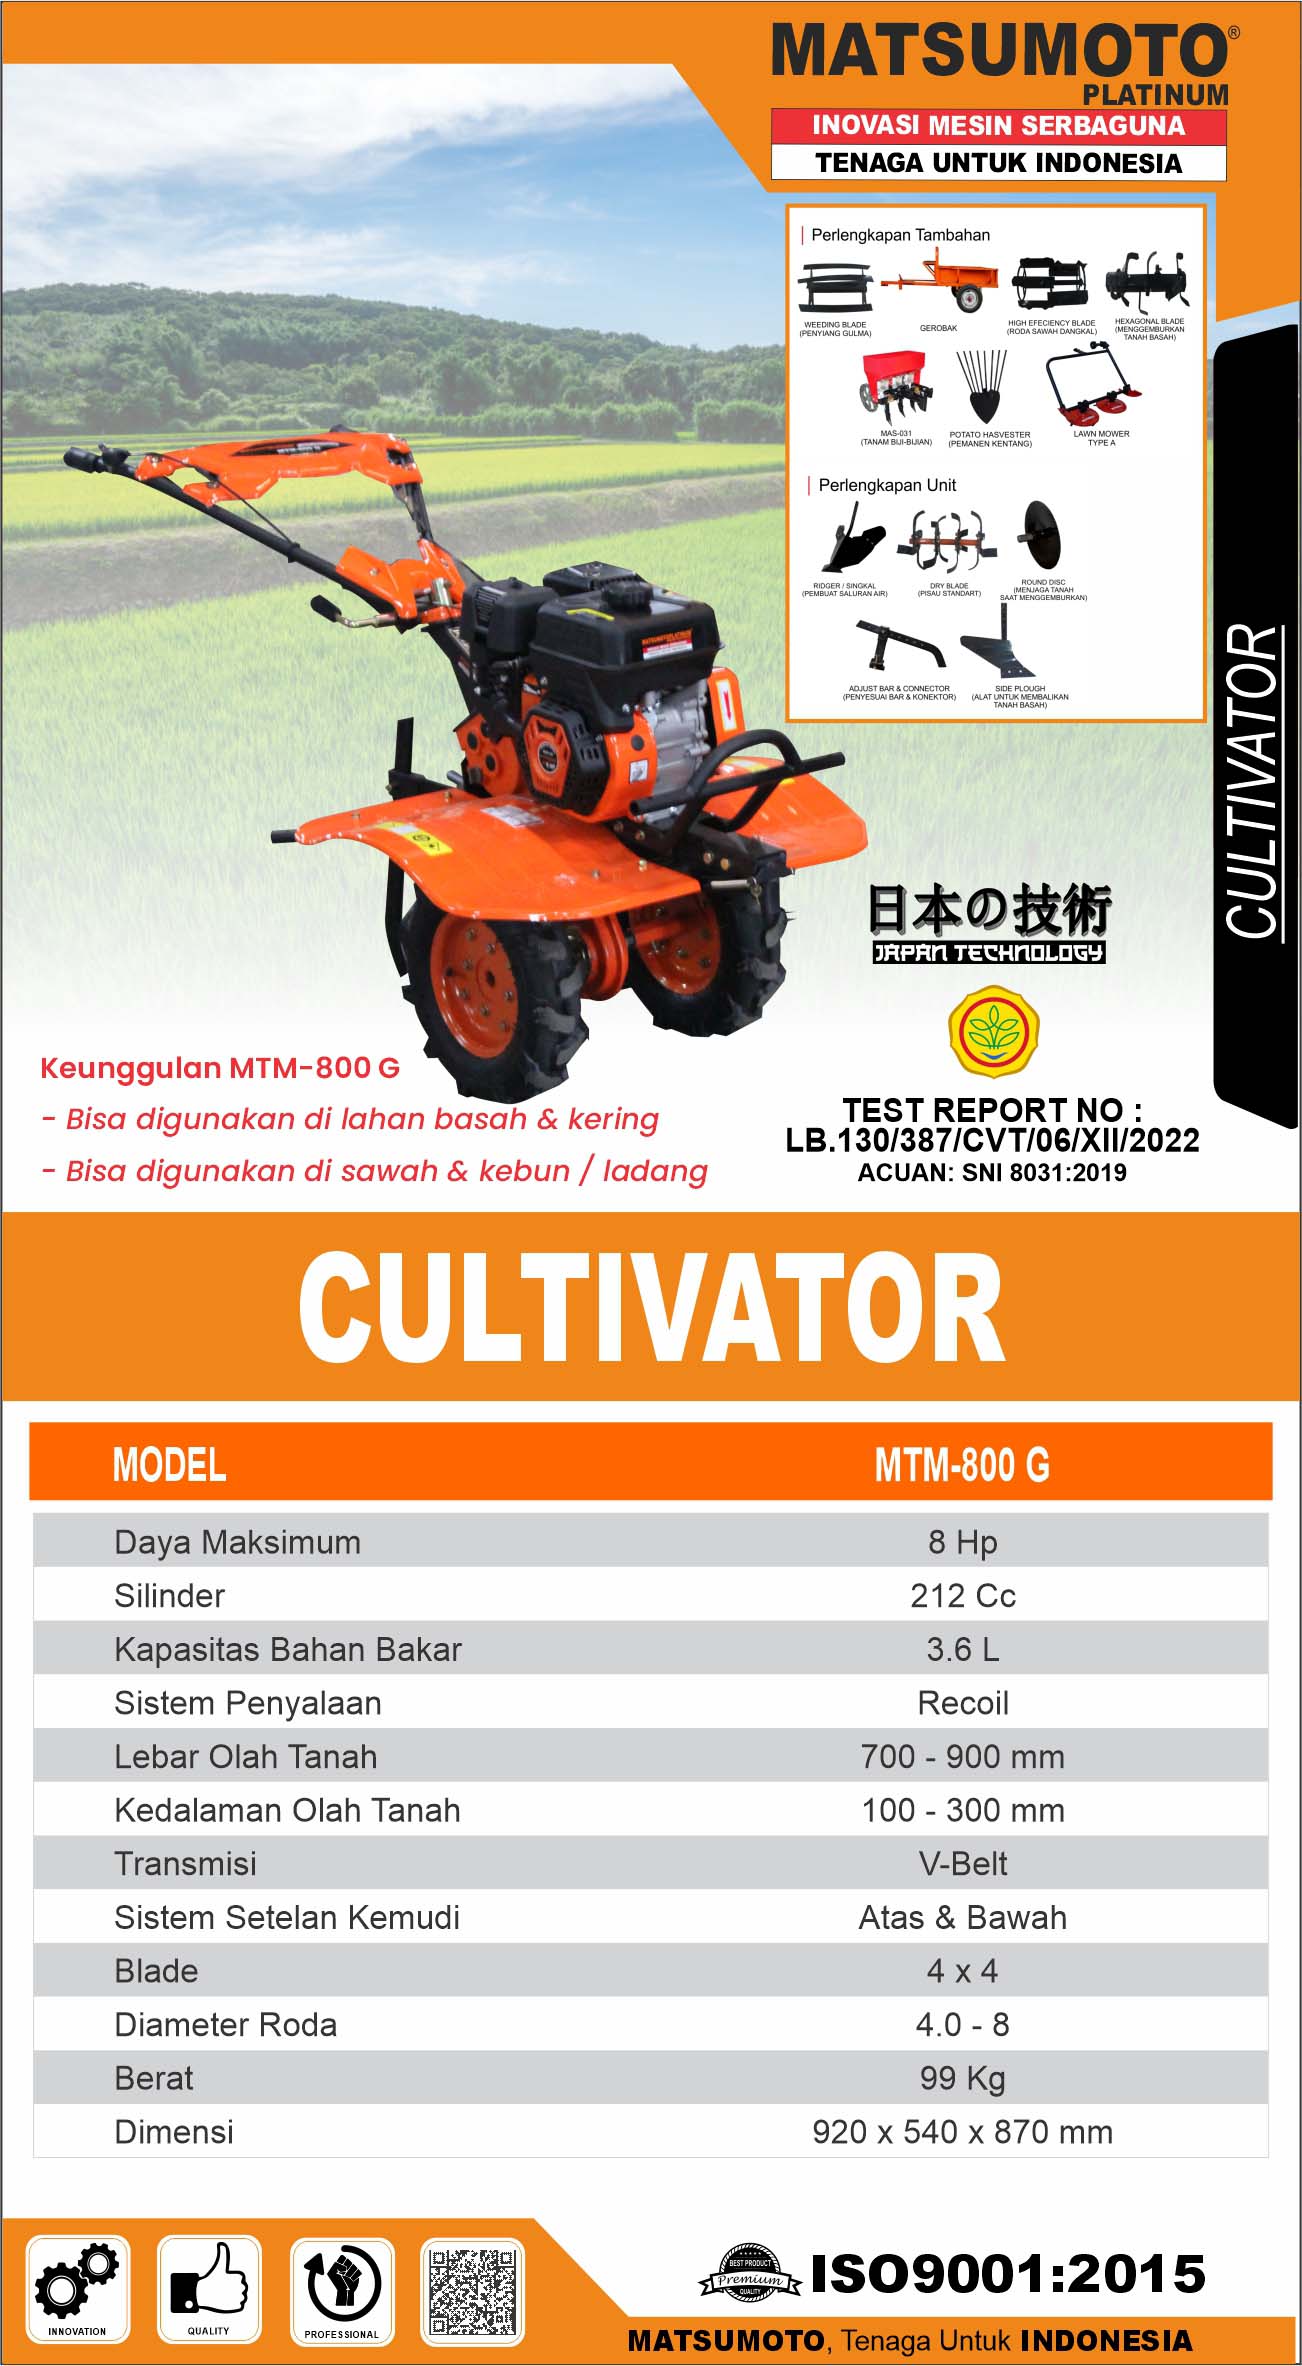 MATSUMOTO®
PLATINUM
INOVASI MESIN SERBAGUNA
TENAGA UNTUK INDONESIA
Perlengkapan Tambahan
WEEDING BLADE
(PENYIANG GULMA)
GEROBAK
HIGH EFECIENCY BLADE
(RODA SAWAH DANGKAL)
HEXAGONAL BLADE
(MENGGEMBURKAN
TANAH BASAH)
MAS-031
(TANAM BIJI-BIJIAN)
POTATO HASVESTER
(PEMANEN KENTANG)
LAWN MOWER
TYPE A
Perlengkapan Unit
RIDGER / SINGKAL
(PEMBUAT SALURAN AIR)
DRY BLADE
(PISAU STANDART)
ROUND DISC
(MENJAGA TANAH
SAAT MENGGEMBURKAN)
ADJUST BAR & CONNECTOR
(PENYESUAI BAR & KONEKTOR)
SIDE PLOUGH
(ALAT UNTUK MEMBALIKAN
TANAH BASAH)
CULTIVATOR
MATSUMOTO PLATINUM
日本の技術
JAPAN TECHNOLOGY
Keunggulan MTM-800 G
- Bisa digunakan di lahan basah & kering
- Bisa digunakan di sawah & kebun / ladang
TEST REPORT NO :
LB.130/387/CVT/06/XII/2022
ACUAN: SNI 8031:2019
CULTIVATOR
MODEL MTM-800 G
Daya Maksimum 8 Hp
Silinder 212 Cc
Kapasitas Bahan Bakar 3.6 L
Sistem Penyalaan Recoil
Lebar Olah Tanah 700 - 900 mm
Kedalaman Olah Tanah 100 - 300 mm
Transmisi V-Belt
Sistem Setelan Kemudi Atas & Bawah
Blade 4 x 4
Diameter Roda 4.0 - 8
Berat 99 Kg
Dimensi 920 x 540 x 870 mm
INNOVATION
QUALITY
PROFESSIONAL
BEST PRODUCT
Premium
QUALITY
ISO9001:2015
MATSUMOTO, Tenaga Untuk INDONESIA